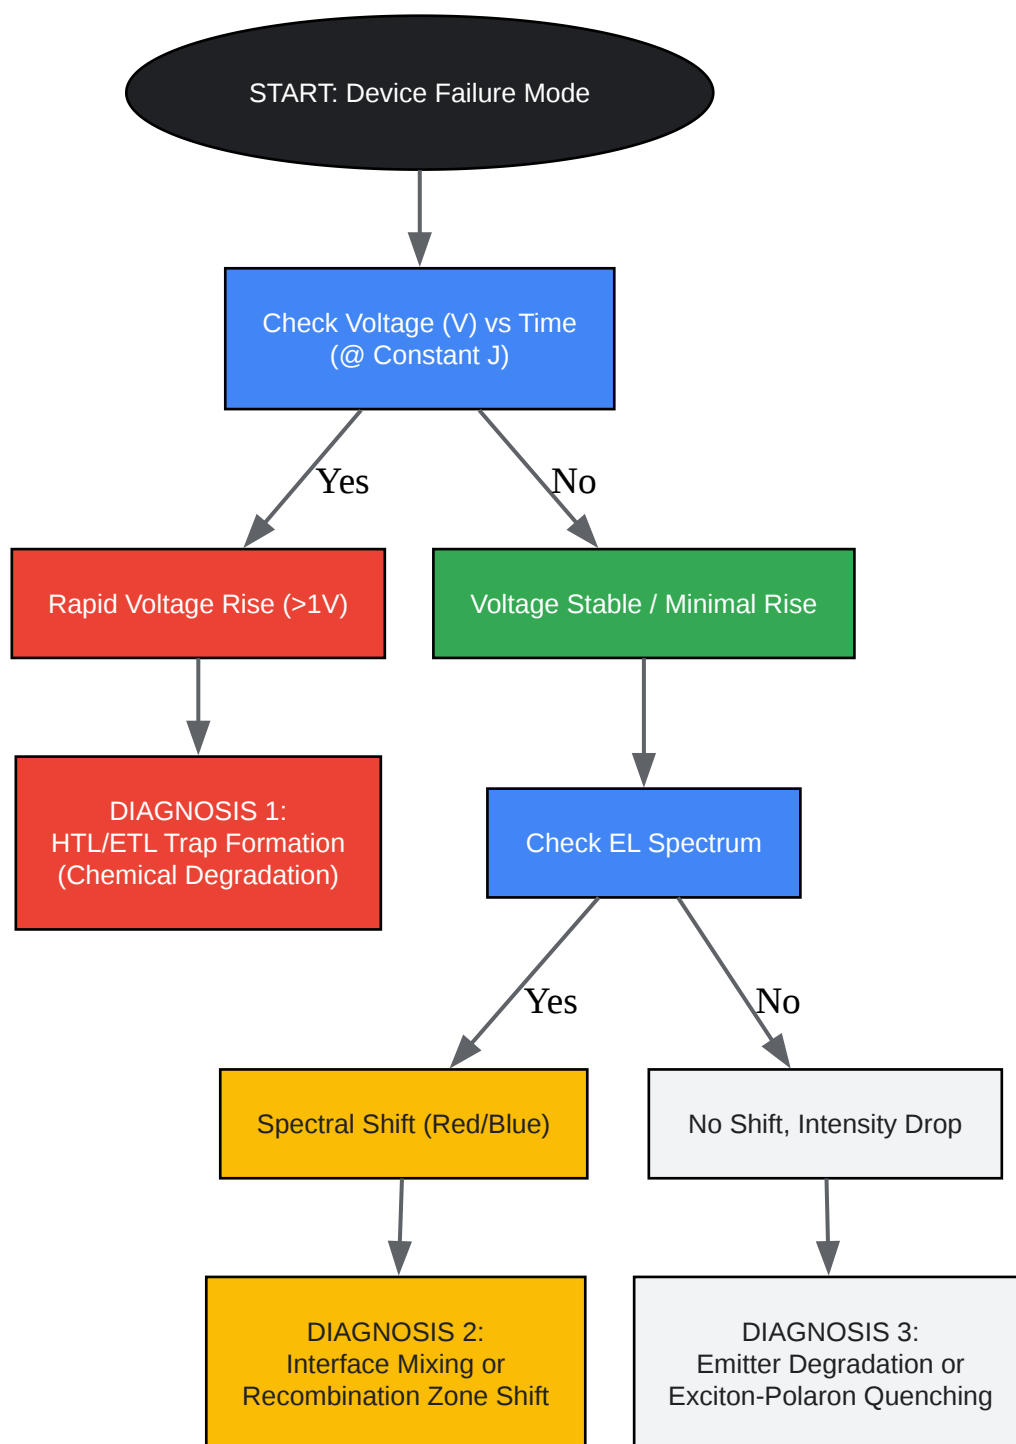 START: Device Failure Mode
Check Voltage (V) vs Time
(@ Constant J)
Yes
No
Rapid Voltage Rise (>1V)
Voltage Stable / Minimal Rise
DIAGNOSIS 1:
HTL/ETL Trap Formation
(Chemical Degradation)
Check EL Spectrum
Yes
No
Spectral Shift (Red/Blue)
No Shift, Intensity Drop
DIAGNOSIS 2:
Interface Mixing or
Recombination Zone Shift
DIAGNOSIS 3:
Emitter Degradation or
Exciton-Polaron Quenching